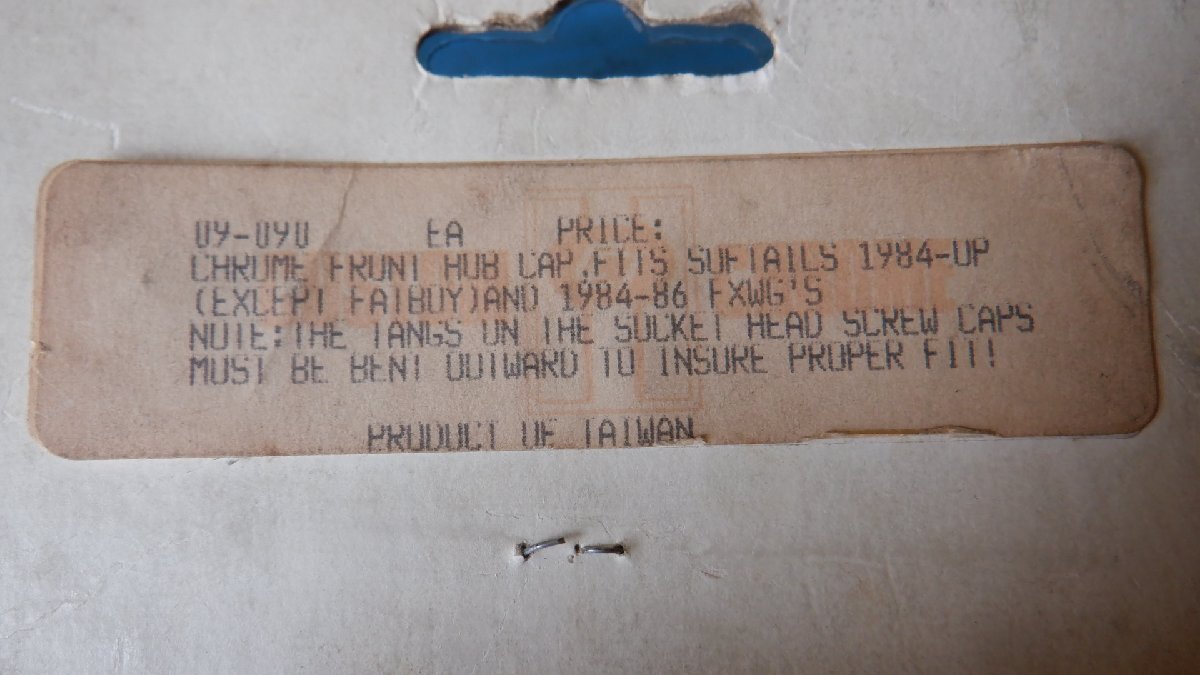 09-090 EA PRICE:
CHROME FRONT HUB CAP,FITS SOFTAILS 1984-UP
(EXCEPT FATBOY)AND 1984-86 FXWG'S
NOTE:THE TANGS ON THE SOCKET HEAD SCREW CAPS
MUST BE BENT OUTWARD TO INSURE PROPER FIT!
PRODUCT OF TAIWAN